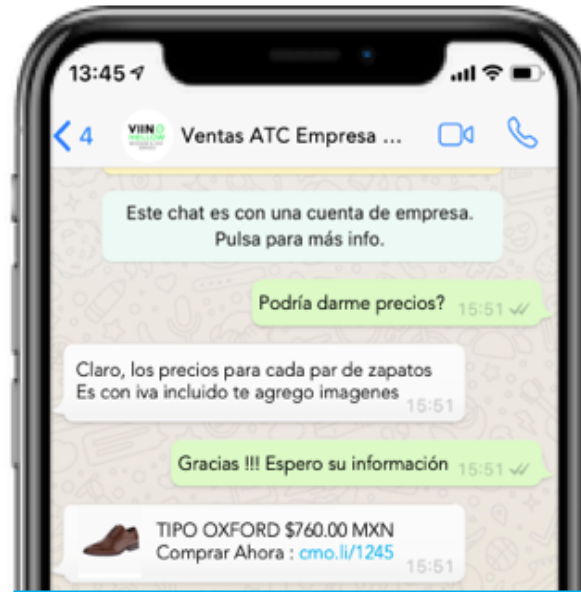 13:45
4
VIINO
Ventas ATC Empresa ...
Este chat es con una cuenta de empresa.
Pulsa para más info.
Podría darme precios? 15:51
Claro, los precios para cada par de zapatos
Es con iva incluido te agrego imagenes
15:51
Gracias !!! Espero su información 15:51
TIPO OXFORD $760.00 MXN
Comprar Ahora : cmo.li/1245
15:51